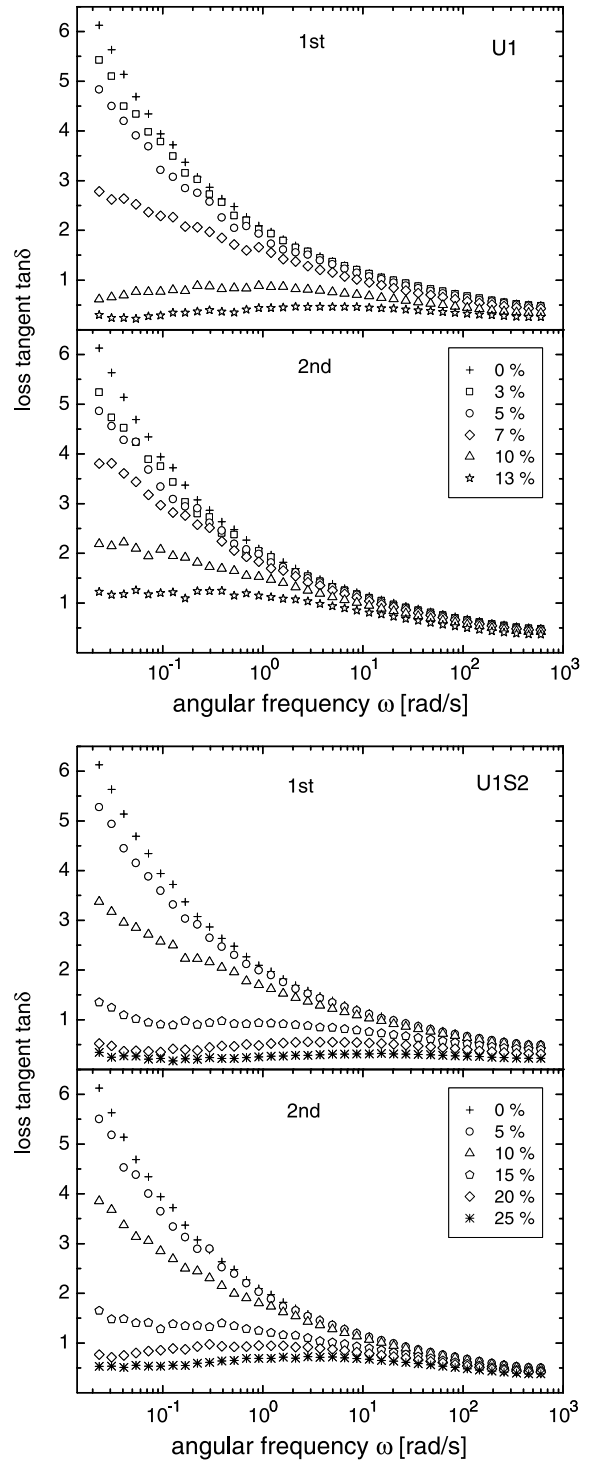 1st
U1
6
5
4
3
2
1
2nd
+ 0 %
□ 3 %
○ 5 %
◇ 7 %
△ 10 %
☆ 13 %
6
5
4
3
2
1
loss tangent tanδ
10⁻¹ 10⁰ 10¹ 10² 10³
angular frequency ω [rad/s]
1st
U1S2
6
5
4
3
2
1
2nd
+ 0 %
○ 5 %
△ 10 %
⬠ 15 %
◇ 20 %
✳ 25 %
6
5
4
3
2
1
loss tangent tanδ
10⁻¹ 10⁰ 10¹ 10² 10³
angular frequency ω [rad/s]